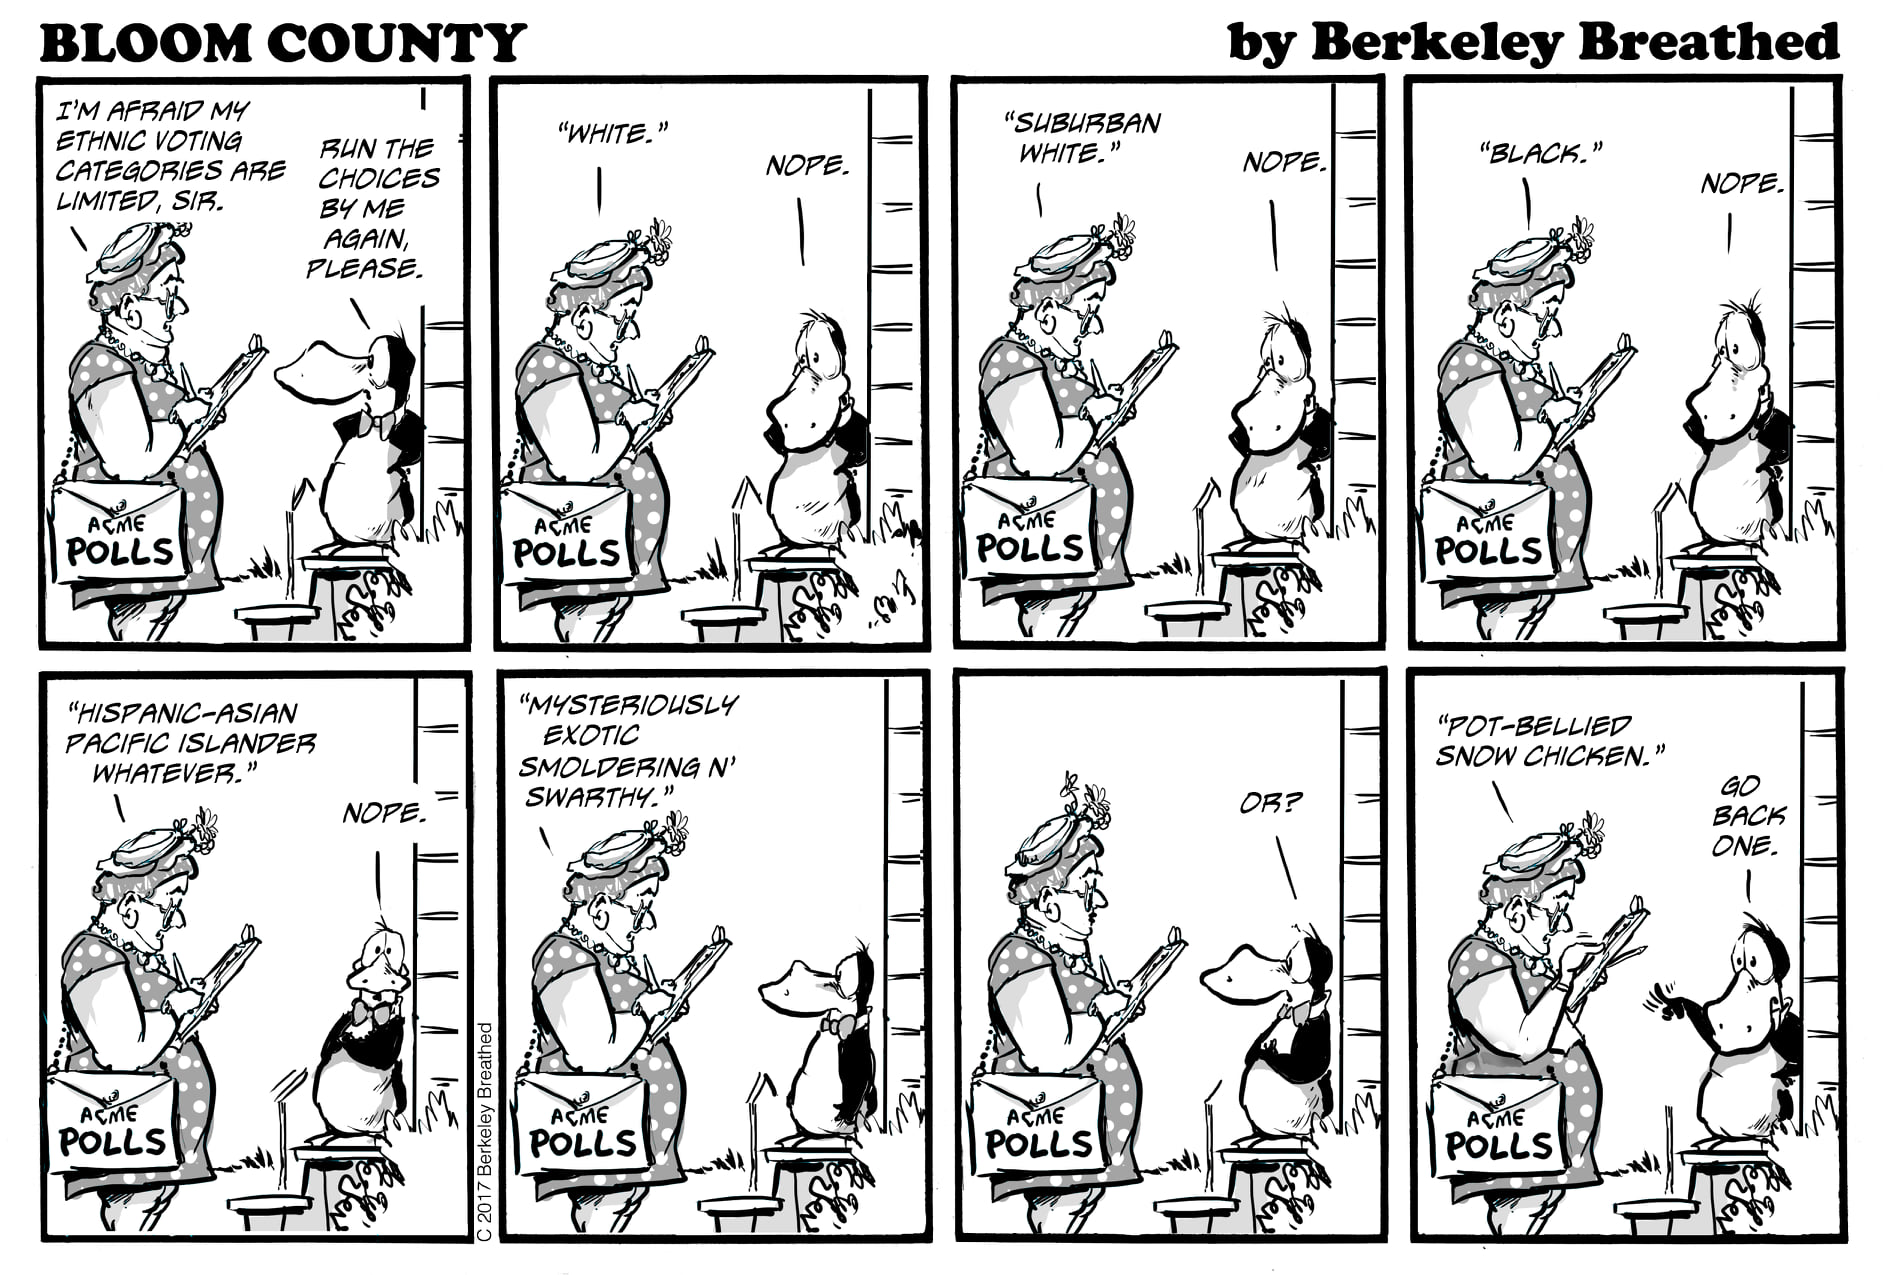 BLOOM COUNTY
by Berkeley Breathed
I'M AFRAID MY
ETHNIC VOTING
CATEGORIES ARE
LIMITED, SIR.
RUN THE
CHOICES
BY ME
AGAIN,
PLEASE.
ACME
POLLS
"WHITE."
NOPE.
ACME
POLLS
"SUBURBAN
WHITE."
NOPE.
ACME
POLLS
"BLACK."
NOPE.
ACME
POLLS
"HISPANIC-ASIAN
PACIFIC ISLANDER
WHATEVER."
NOPE.
ACME
POLLS
C 2017 Berkeley Breathed
"MYSTERIOUSLY
EXOTIC
SMOLDERING N'
SWARTHY."
ACME
POLLS
OR?
ACME
POLLS
"POT-BELLIED
SNOW CHICKEN."
GO
BACK
ONE.
ACME
POLLS